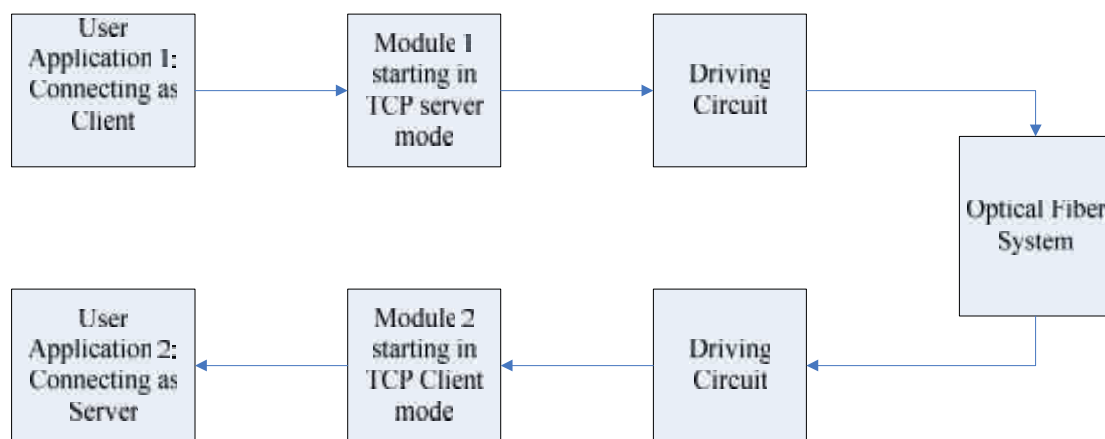 User
Application 1:
Connecting as
Client
Module 1
starting in
TCP server
mode
Driving
Circuit
Optical Fiber
System
User
Application 2:
Connecting as
Server
Module 2
starting in
TCP Client
mode
Driving
Circuit